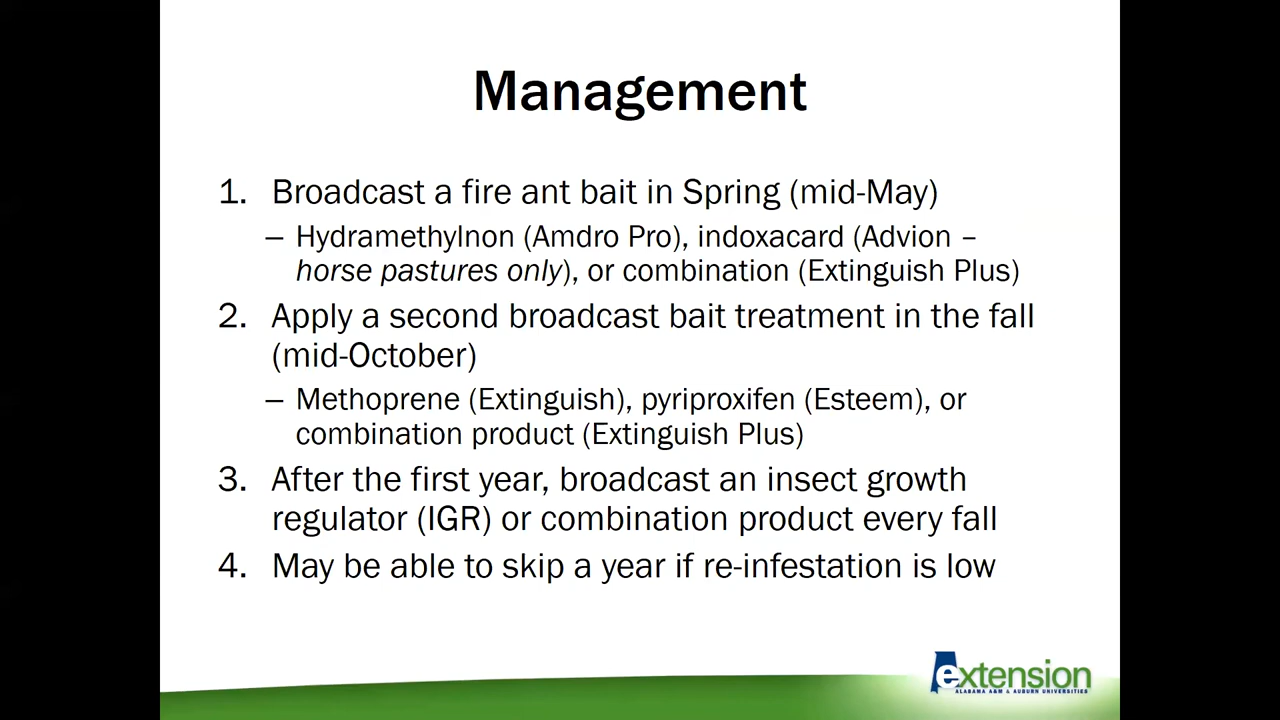 Management
1. Broadcast a fire ant bait in Spring (mid-May)
– Hydramethylnon (Amdro Pro), indoxacard (Advion –
horse pastures only), or combination (Extinguish Plus)
2. Apply a second broadcast bait treatment in the fall
(mid-October)
– Methoprene (Extinguish), pyriproxifen (Esteem), or
combination product (Extinguish Plus)
3. After the first year, broadcast an insect growth
regulator (IGR) or combination product every fall
4. May be able to skip a year if re-infestation is low
extension
ALABAMA A&M & AUBURN UNIVERSITIES